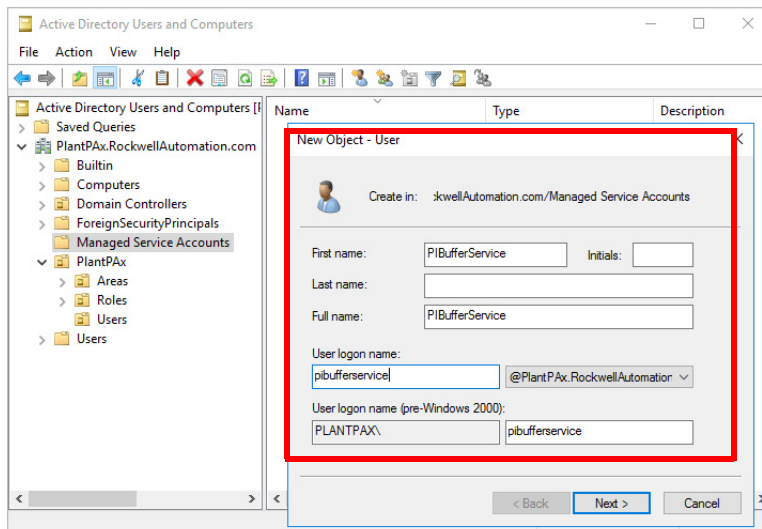 Active Directory Users and Computers
File Action View Help
Active Directory Users and Computers [F
Saved Queries
PlantPAx.RockwellAutomation.com
Builtin
Computers
Domain Controllers
ForeignSecurityPrincipals
Managed Service Accounts
PlantPAx
Areas
Roles
Users
Users
Name Type Description
New Object - User
Create in: :kwellAutomation.com/Managed Service Accounts
First name: PIBufferService Initials:
Last name:
Full name: PIBufferService
User logon name:
pibufferservice @PlantPAx.RockwellAutomation
User logon name (pre-Windows 2000):
PLANTPAX\ pibufferservice
< Back Next > Cancel